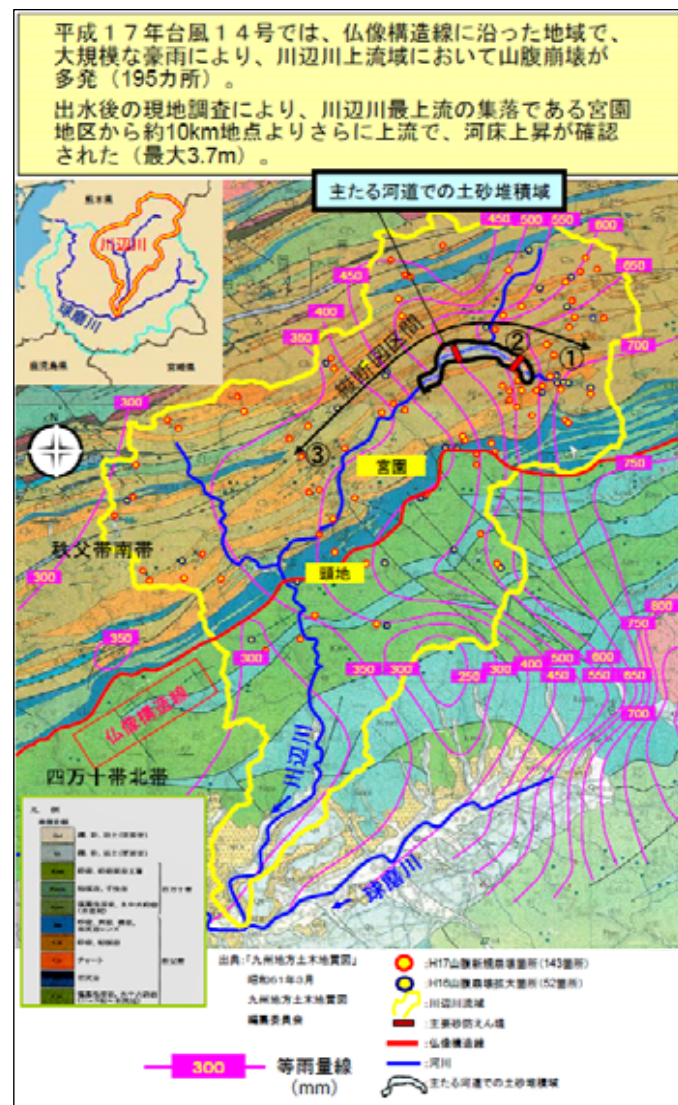 平成１７年台風１４号では、仏像構造線に沿った地域で、
大規模な豪雨により、川辺川上流域において山腹崩壊が
多発（195カ所）。
出水後の現地調査により、川辺川最上流の集落である宮園
地区から約10km地点よりさらに上流で、河床上昇が確認
された（最大3.7m）。
主たる河道での土砂堆積域
熊本県
川辺川
球磨川
鹿児島県
宮崎県
450
500
550
600
450
400
350
650
700
縦断図区間
②
①
③
300
宮園
750
秩父帯南帯
頭地
300
350
300
800
750
350
300
250
300
400
500
600
450
550
650
700
仏像構造線
川辺川
四万十帯北帯
球磨川
凡例
チャート
出典:「九州地方土木地質図」
昭和61年3月
九州地方土木地質図
編纂委員会
:H17山腹新規崩壊箇所(143箇所)
:H16山腹崩壊拡大箇所(52箇所)
:川辺川流域
:主要砂防えん堤
:仏像構造線
:河川
:主たる河道での土砂堆積域
300
等雨量線
(mm)